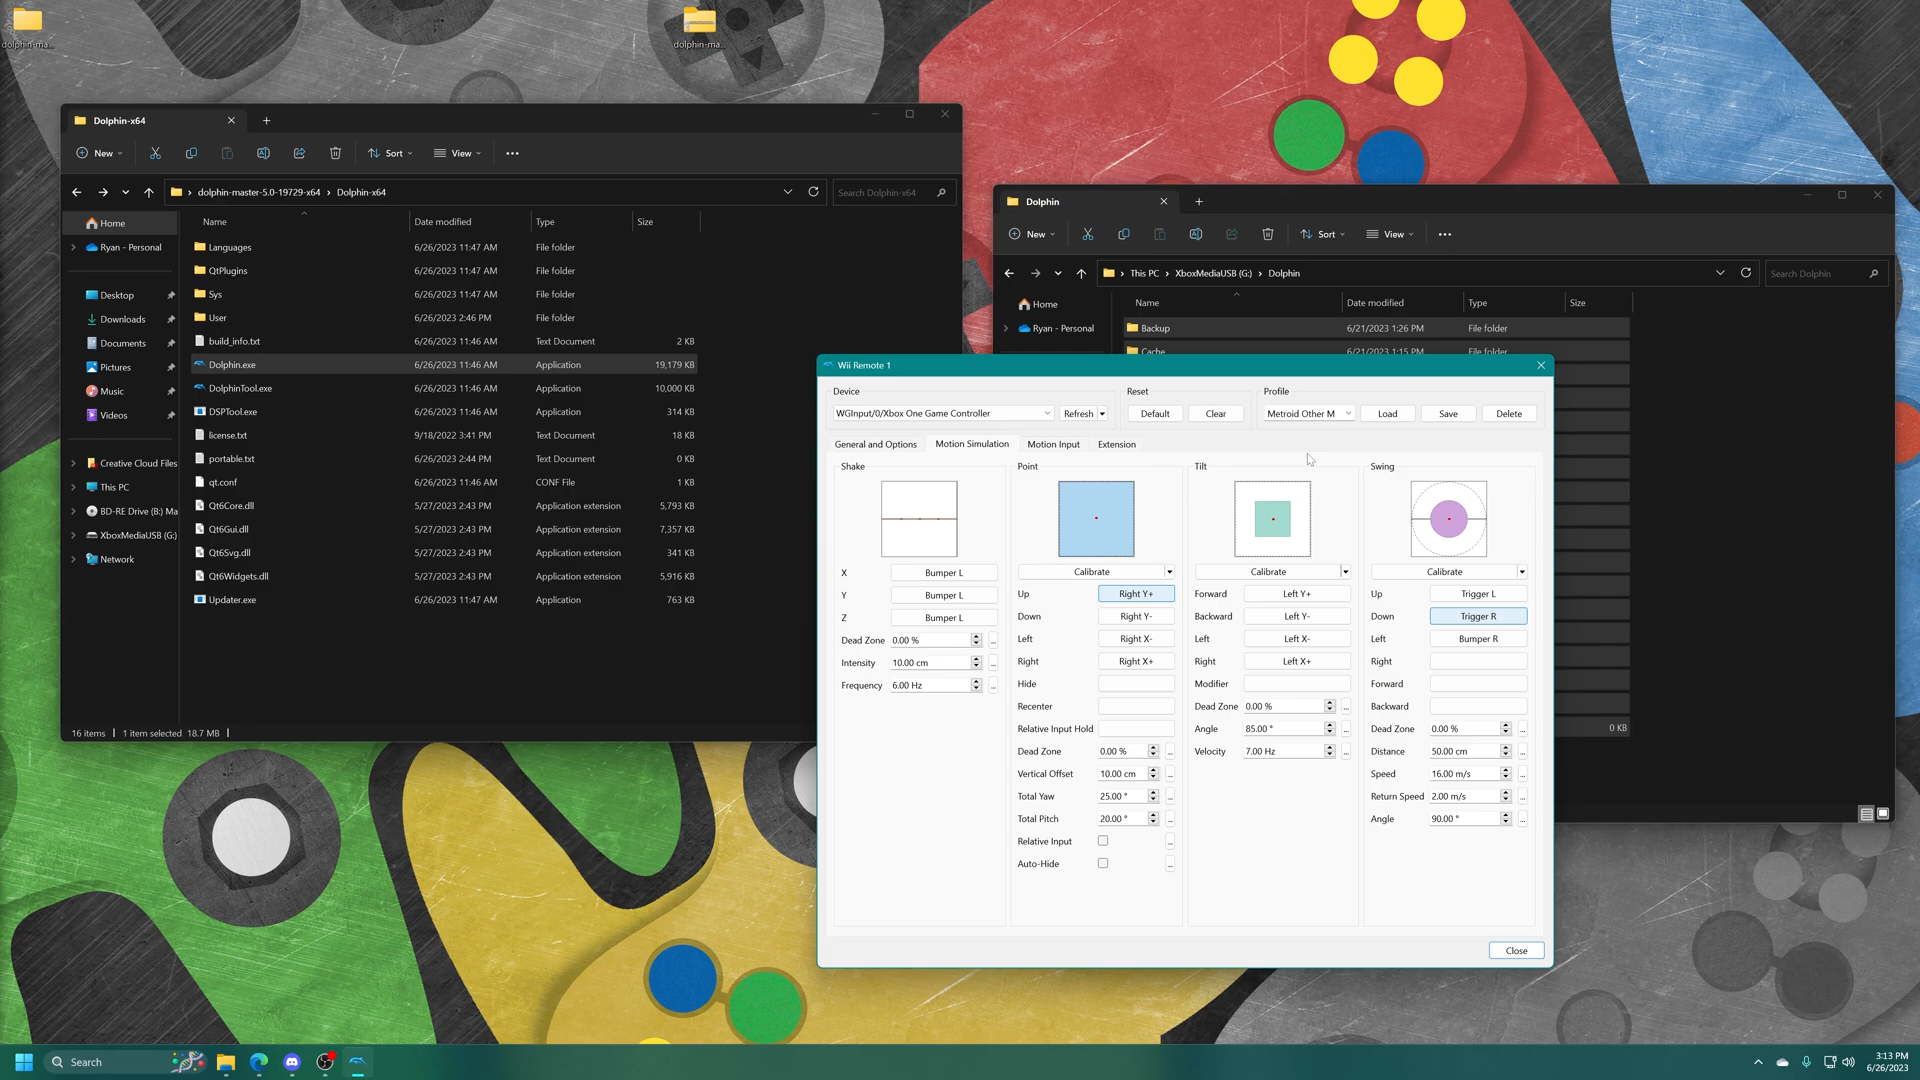 dolphin-ma...
dolphin-ma...
Dolphin-x64
New
Sort
View
dolphin-master-5.0-19729-x64 > Dolphin-x64
Search Dolphin-x64
Name
Date modified
Type
Size
Home
Ryan - Personal
Desktop
Downloads
Documents
Pictures
Music
Videos
Creative Cloud Files
This PC
BD-RE Drive (B:) Ma
XboxMediaUSB (G:)
Network
Languages 6/26/2023 11:47 AM File folder
QtPlugins 6/26/2023 11:47 AM File folder
Sys 6/26/2023 11:47 AM File folder
User 6/26/2023 2:46 PM File folder
build_info.txt 6/26/2023 11:46 AM Text Document 2 KB
Dolphin.exe 6/26/2023 11:46 AM Application 19,179 KB
DolphinTool.exe 6/26/2023 11:46 AM Application 10,000 KB
DSPTool.exe 6/26/2023 11:46 AM Application 314 KB
license.txt 9/18/2022 3:41 PM Text Document 18 KB
portable.txt 6/26/2023 2:44 PM Text Document 0 KB
qt.conf 6/26/2023 11:46 AM CONF File 1 KB
Qt6Core.dll 5/27/2023 2:43 PM Application extension 5,793 KB
Qt6Gui.dll 5/27/2023 2:43 PM Application extension 7,357 KB
Qt6Svg.dll 5/27/2023 2:43 PM Application extension 341 KB
Qt6Widgets.dll 5/27/2023 2:43 PM Application extension 5,916 KB
Updater.exe 6/26/2023 11:47 AM Application 763 KB
16 items | 1 item selected 18.7 MB |
Dolphin
New
Sort
View
This PC > XboxMediaUSB (G:) > Dolphin
Search Dolphin
Name
Date modified
Type
Size
Home
Ryan - Personal
Backup 6/21/2023 1:26 PM File folder
Cache 6/21/2023 1:15 PM File folder
0 KB
Wii Remote 1
Device
Reset
Profile
WGInput/0/Xbox One Game Controller
Refresh
Default
Clear
Metroid Other M
Load
Save
Delete
General and Options
Motion Simulation
Motion Input
Extension
Shake
X Bumper L
Y Bumper L
Z Bumper L
Dead Zone 0.00 % ...
Intensity 10.00 cm ...
Frequency 6.00 Hz ...
Point
Calibrate
Up Right Y+
Down Right Y-
Left Right X-
Right Right X+
Hide
Recenter
Relative Input Hold
Dead Zone 0.00 % ...
Vertical Offset 10.00 cm ...
Total Yaw 25.00 ° ...
Total Pitch 20.00 ° ...
Relative Input ...
Auto-Hide ...
Tilt
Calibrate
Forward Left Y+
Backward Left Y-
Left Left X-
Right Left X+
Modifier
Dead Zone 0.00 % ...
Angle 85.00 ° ...
Velocity 7.00 Hz ...
Swing
Calibrate
Up Trigger L
Down Trigger R
Left Bumper R
Right
Forward
Backward
Dead Zone 0.00 % ...
Distance 50.00 cm ...
Speed 16.00 m/s ...
Return Speed 2.00 m/s ...
Angle 90.00 ° ...
Close
Search
3:13 PM
6/26/2023